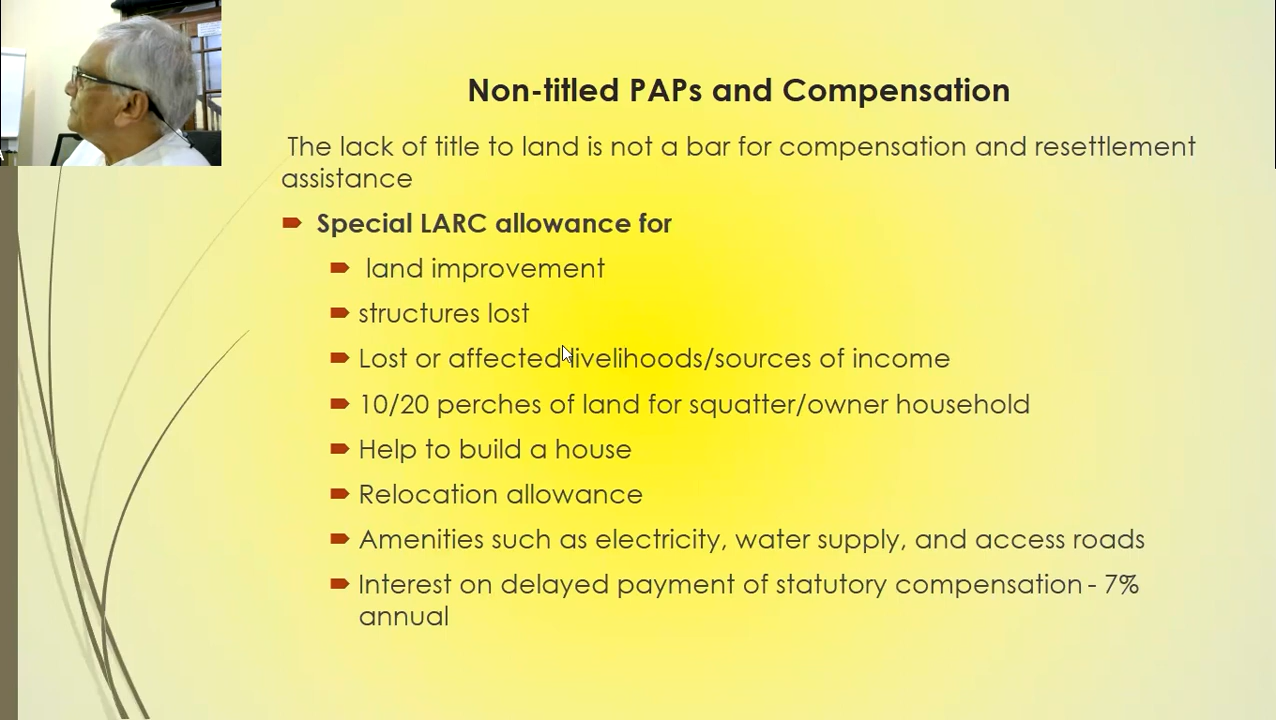 Non-titled PAPs and Compensation
The lack of title to land is not a bar for compensation and resettlement
assistance
Special LARC allowance for
land improvement
structures lost
Lost or affected livelihoods/sources of income
10/20 perches of land for squatter/owner household
Help to build a house
Relocation allowance
Amenities such as electricity, water supply, and access roads
Interest on delayed payment of statutory compensation - 7%
annual